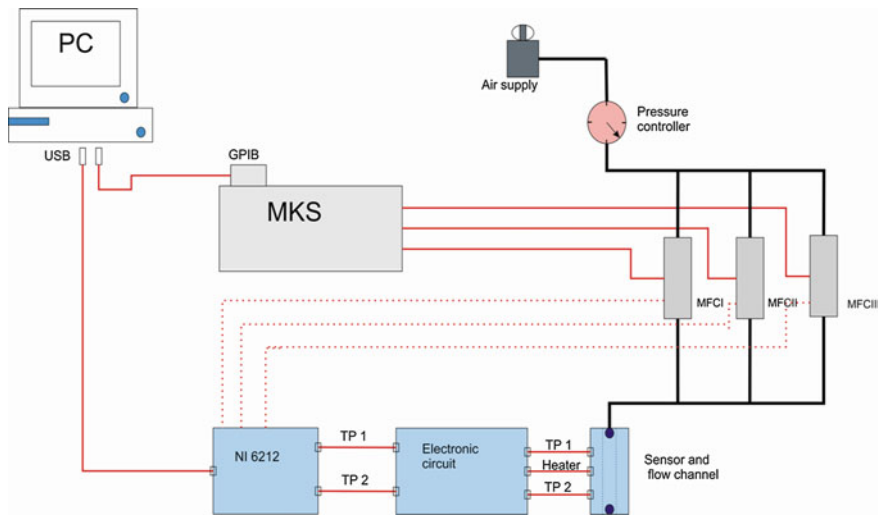 PC
Air supply
Pressure
controller
USB
GPIB
MKS
MFCI
MFCII
MFCIII
NI 6212
TP 1
TP 2
Electronic
circuit
TP 1
Heater
TP 2
Sensor and
flow channel